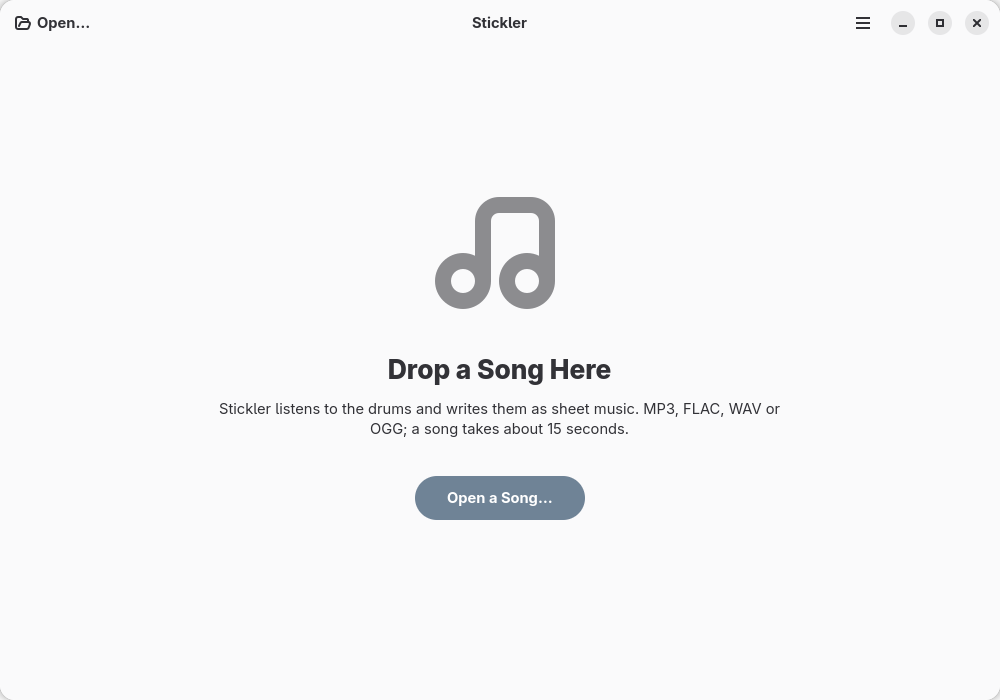 Open...
Stickler
Drop a Song Here
Stickler listens to the drums and writes them as sheet music. MP3, FLAC, WAV or
OGG; a song takes about 15 seconds.
Open a Song...